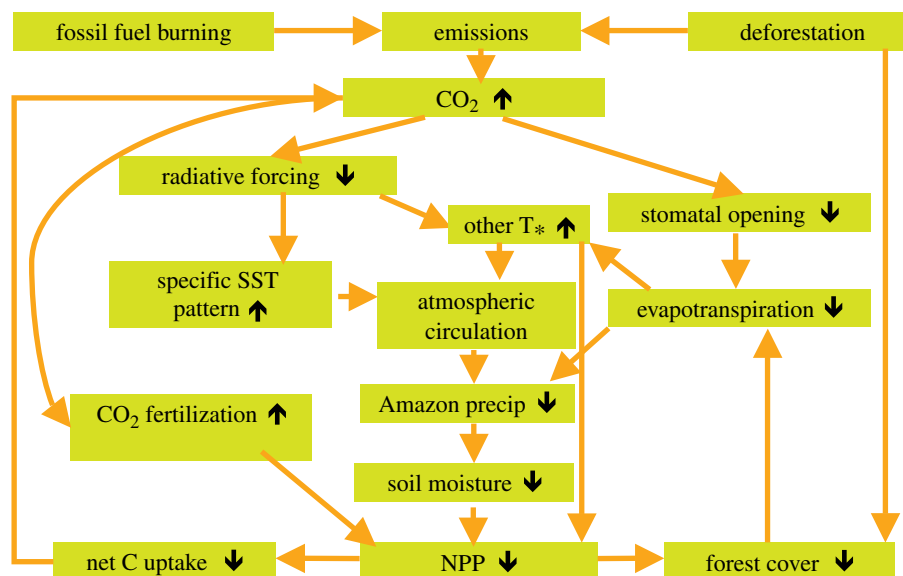 fossil fuel burning
emissions
deforestation
CO₂ ↑
radiative forcing ↓
stomatal opening ↓
other T* ↑
specific SST
pattern ↑
atmospheric
circulation
evapotranspiration ↓
CO₂ fertilization ↑
Amazon precip ↓
soil moisture ↓
net C uptake ↓
NPP ↓
forest cover ↓